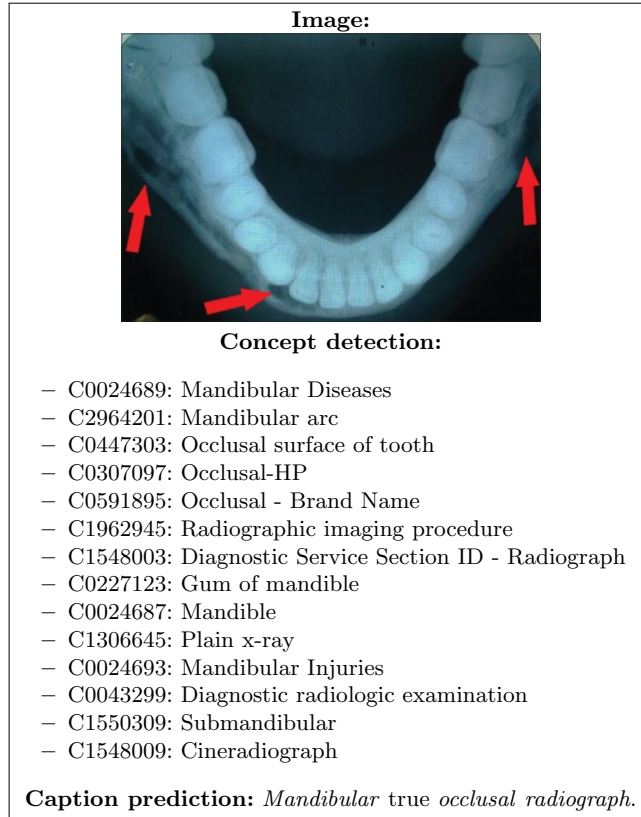 Image:
Concept detection:
– C0024689: Mandibular Diseases
– C2964201: Mandibular arc
– C0447303: Occlusal surface of tooth
– C0307097: Occlusal-HP
– C0591895: Occlusal - Brand Name
– C1962945: Radiographic imaging procedure
– C1548003: Diagnostic Service Section ID - Radiograph
– C0227123: Gum of mandible
– C0024687: Mandible
– C1306645: Plain x-ray
– C0024693: Mandibular Injuries
– C0043299: Diagnostic radiologic examination
– C1550309: Submandibular
– C1548009: Cineradiograph
Caption prediction: Mandibular true occlusal radiograph.